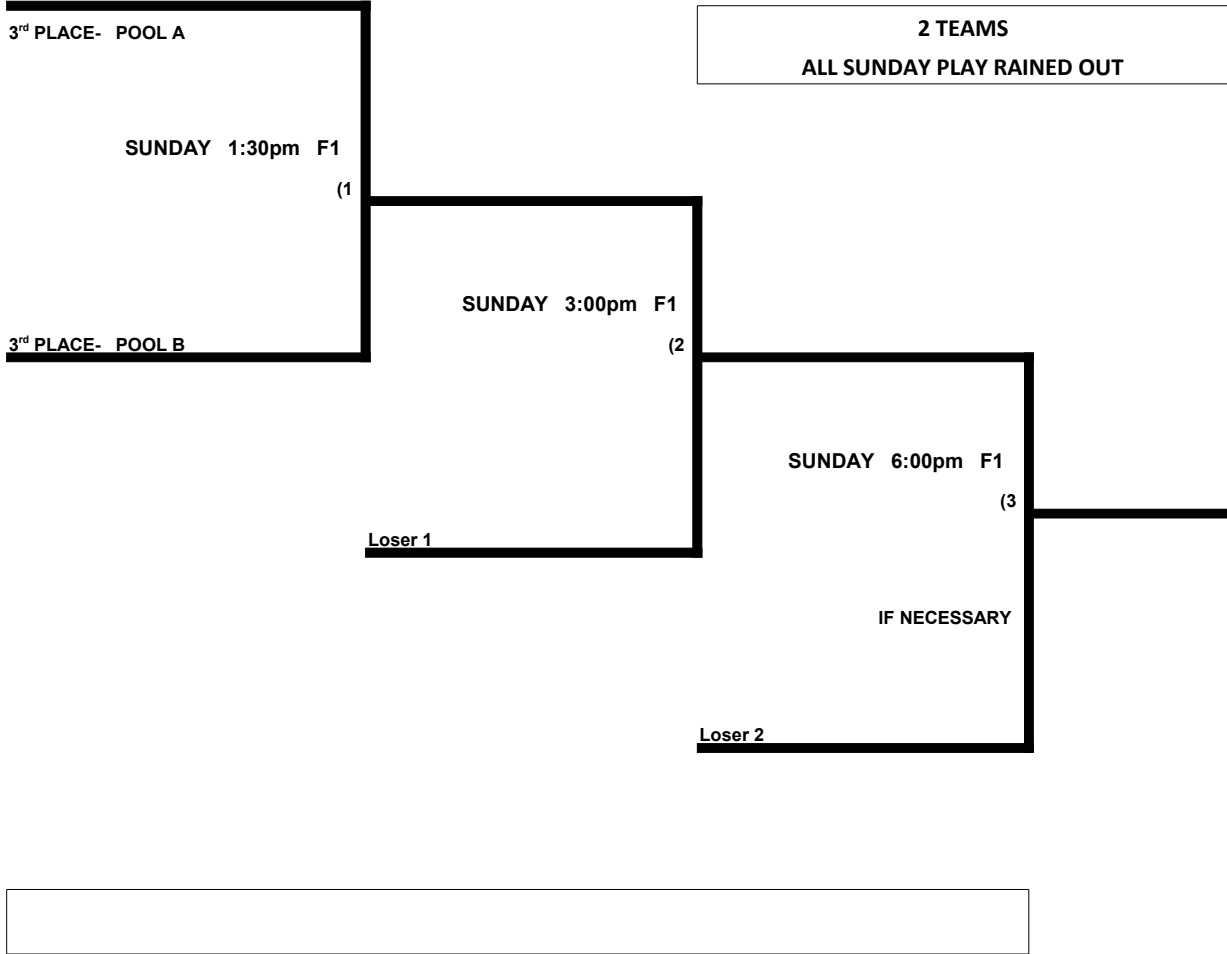 3rd PLACE- POOL A
2 TEAMS
ALL SUNDAY PLAY RAINED OUT
SUNDAY 1:30pm F1
(1
SUNDAY 3:00pm F1
3rd PLACE- POOL B
(2
SUNDAY 6:00pm F1
(3
Loser 1
IF NECESSARY
Loser 2